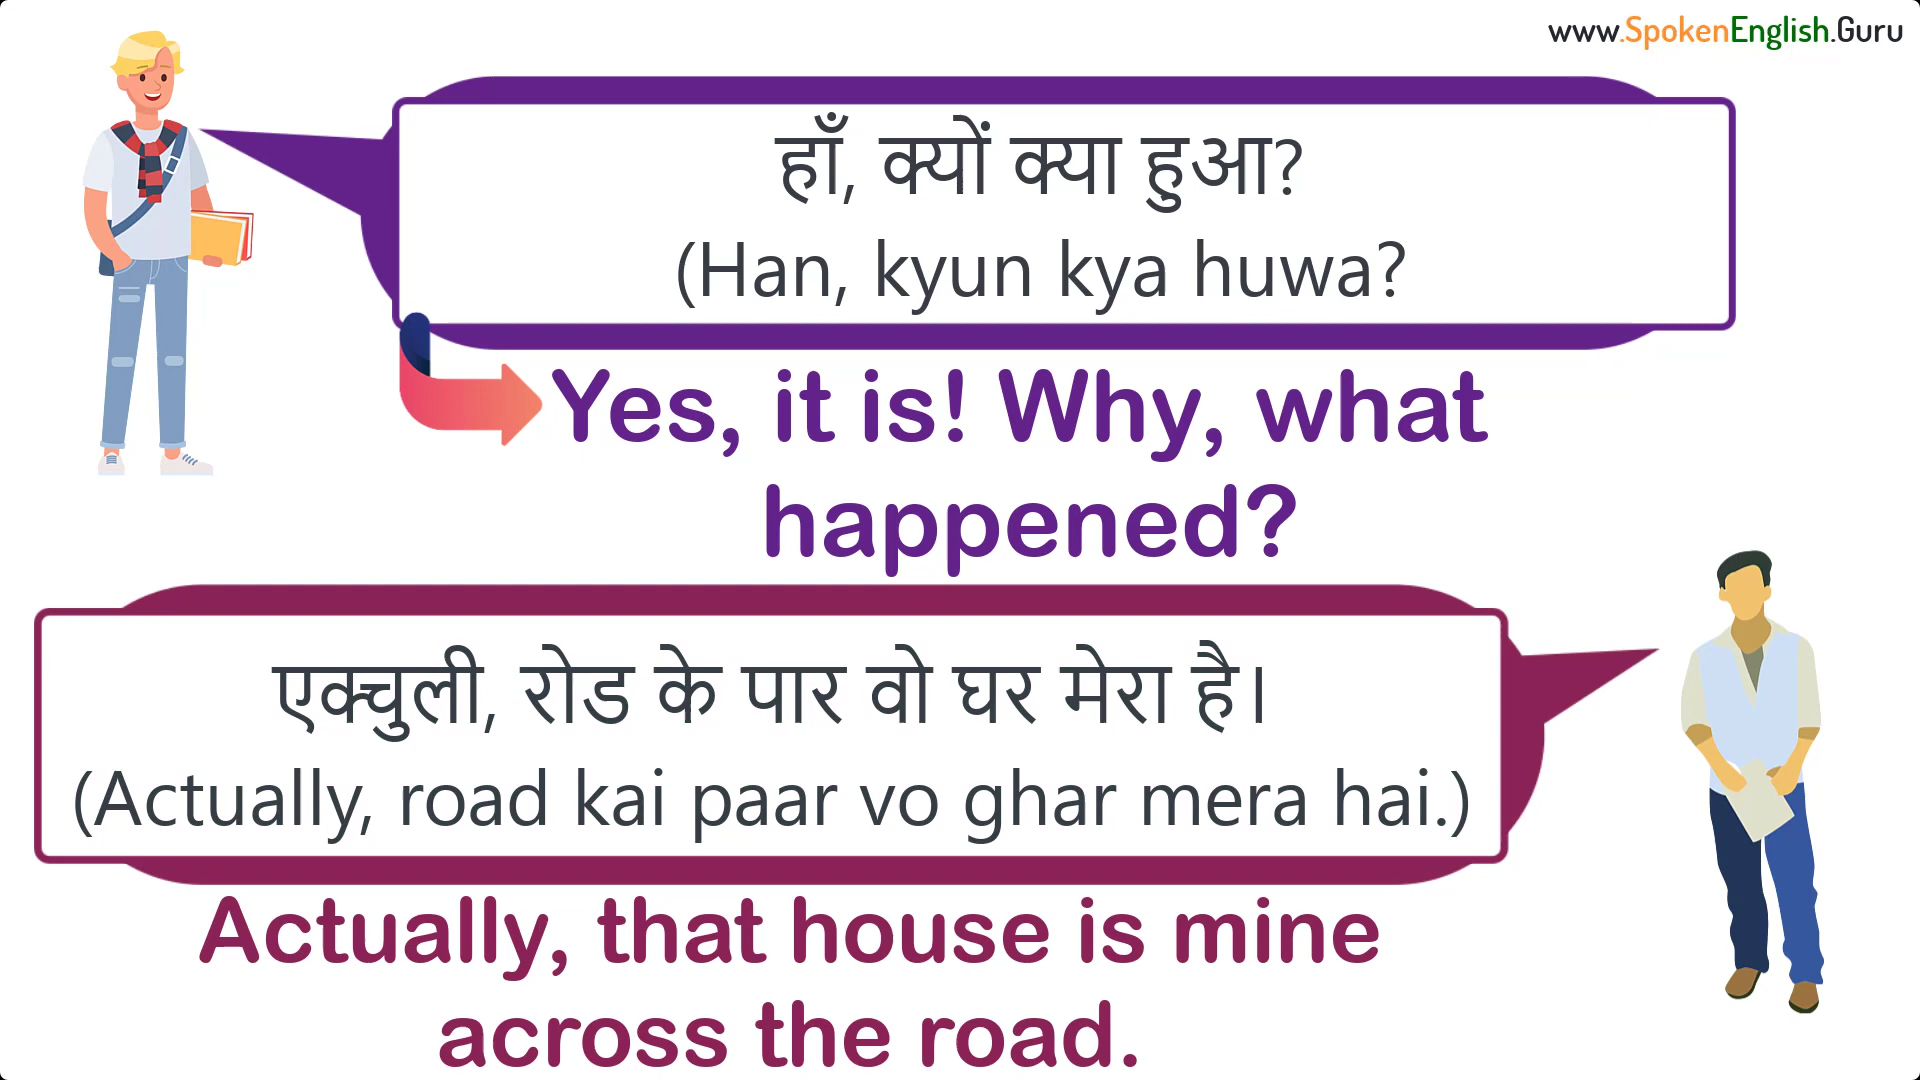 www.SpokenEnglish.Guru
हाँ, क्यों क्या हुआ?
(Han, kyun kya huwa?
Yes, it is! Why, what
happened?
एक्चुली, रोड के पार वो घर मेरा है।
(Actually, road kai paar vo ghar mera hai.)
Actually, that house is mine
across the road.